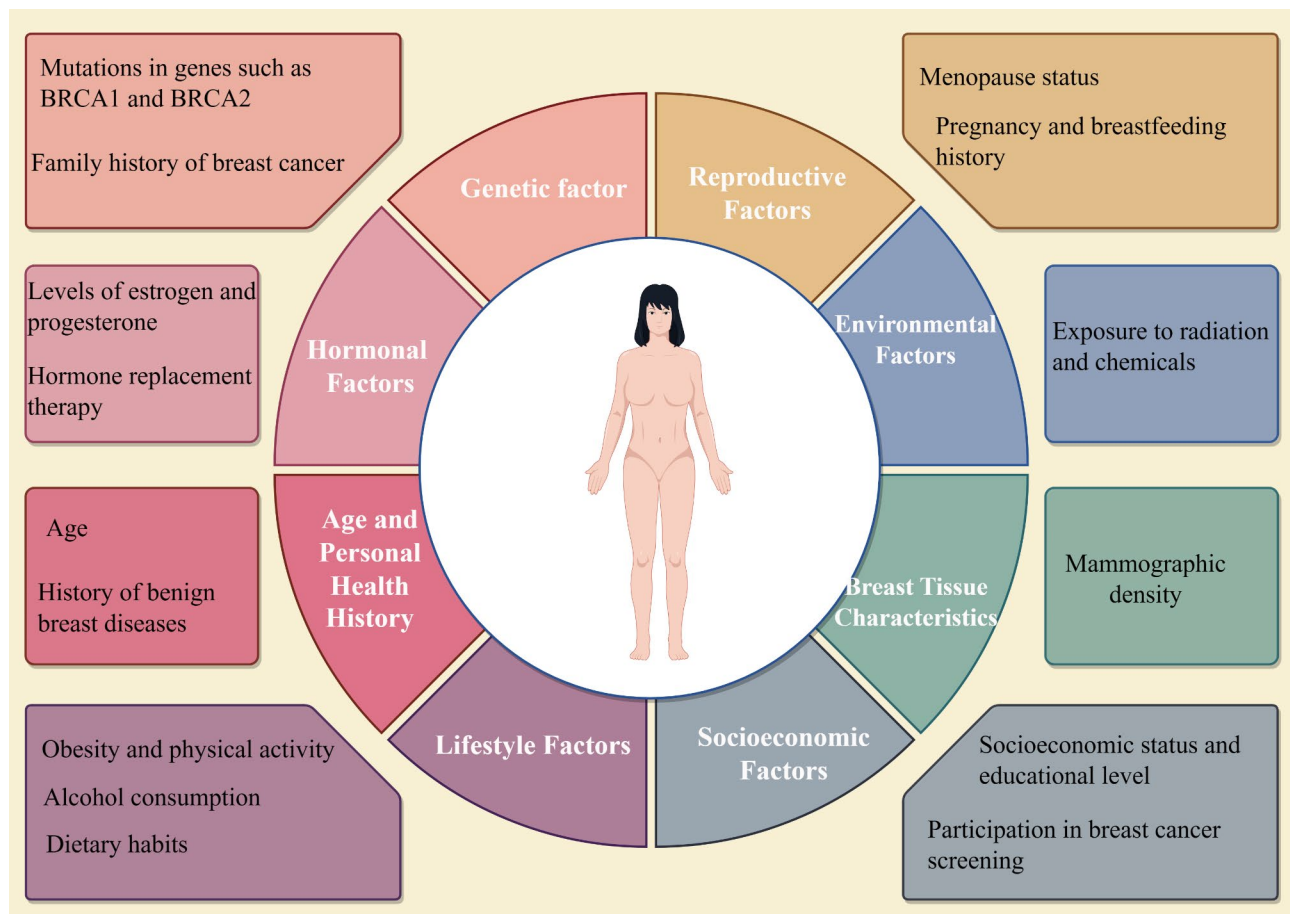 Mutations in genes such as
BRCA1 and BRCA2
Family history of breast cancer
Genetic factor
Reproductive
Factors
Menopause status
Pregnancy and breastfeeding
history
Levels of estrogen and
progesterone
Hormone replacement
therapy
Hormonal
Factors
Environmental
Factors
Exposure to radiation
and chemicals
Age
History of benign
breast diseases
Age and
Personal
Health
History
Breast Tissue
Characteristics
Mammographic
density
Obesity and physical activity
Alcohol consumption
Dietary habits
Lifestyle Factors
Socioeconomic
Factors
Socioeconomic status and
educational level
Participation in breast cancer
screening